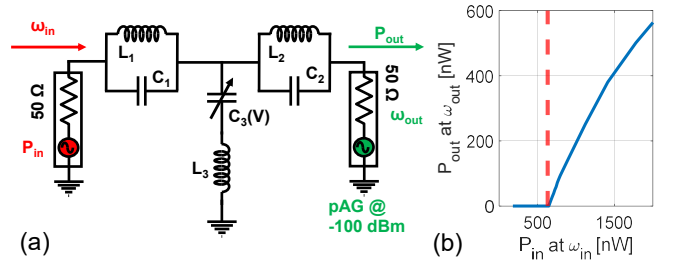 ω_in
P_out
L_1
C_1
L_2
C_2
50 Ω
P_in
C_3(V)
L_3
50 Ω
ω_out
pAG @
-100 dBm
(a)
P_out at ω_out [nW]
600
400
200
0
500
1500
P_in at ω_in [nW]
(b)